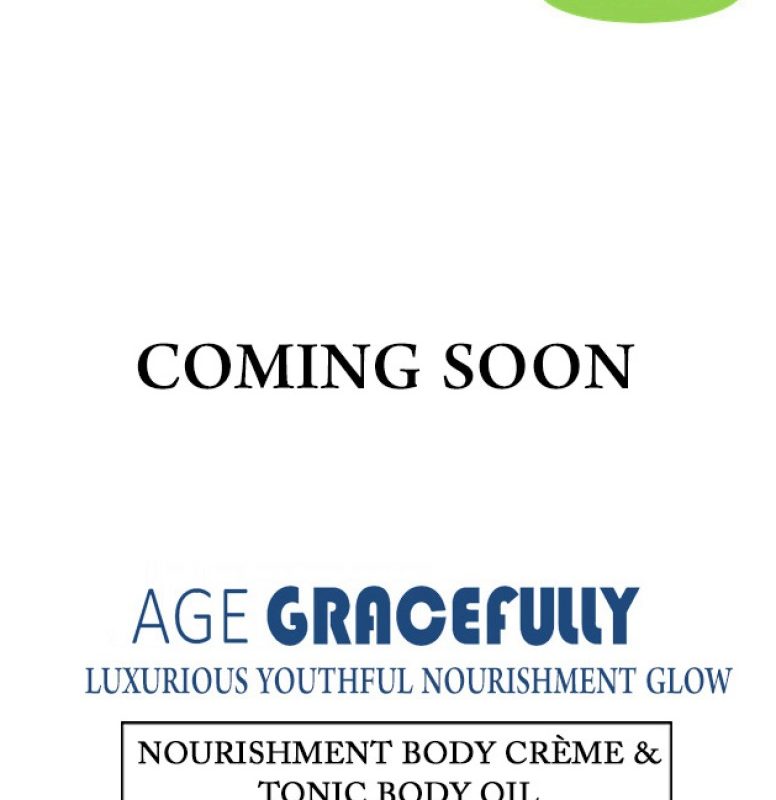 COMING SOON
AGE GRACEFULLY
LUXURIOUS YOUTHFUL NOURISHMENT GLOW
NOURISHMENT BODY CRÈME &
TONIC BODY OIL